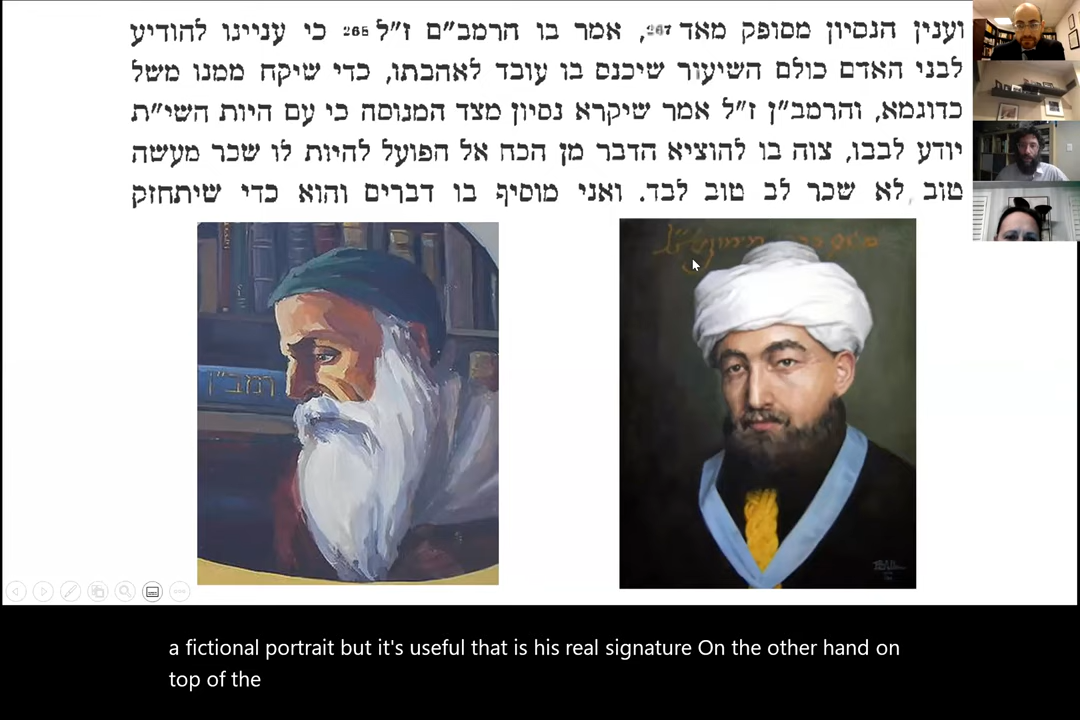 וענין הנסיון מסופק מאד 267, אמר בו הרמב"ם ז"ל 265 כי עניינו להודיע
לבני האדם כולם השיעור שיכנס בו עובד לאהבתו, כדי שיקח ממנו משל
כדוגמא, והרמב"ן ז"ל אמר שיקרא נסיון מצד המנוסה כי עם היות השי"ת
יודע לבבו, צוה בו להוציא הדבר מן הכח אל הפועל להיות לו שכר מעשה
טוב לא שכר לב טוב לבד. ואני מוסיף בו דברים והוא כדי שיתחזק
רמב"ן
a fictional portrait but it's useful that is his real signature On the other hand on
top of the